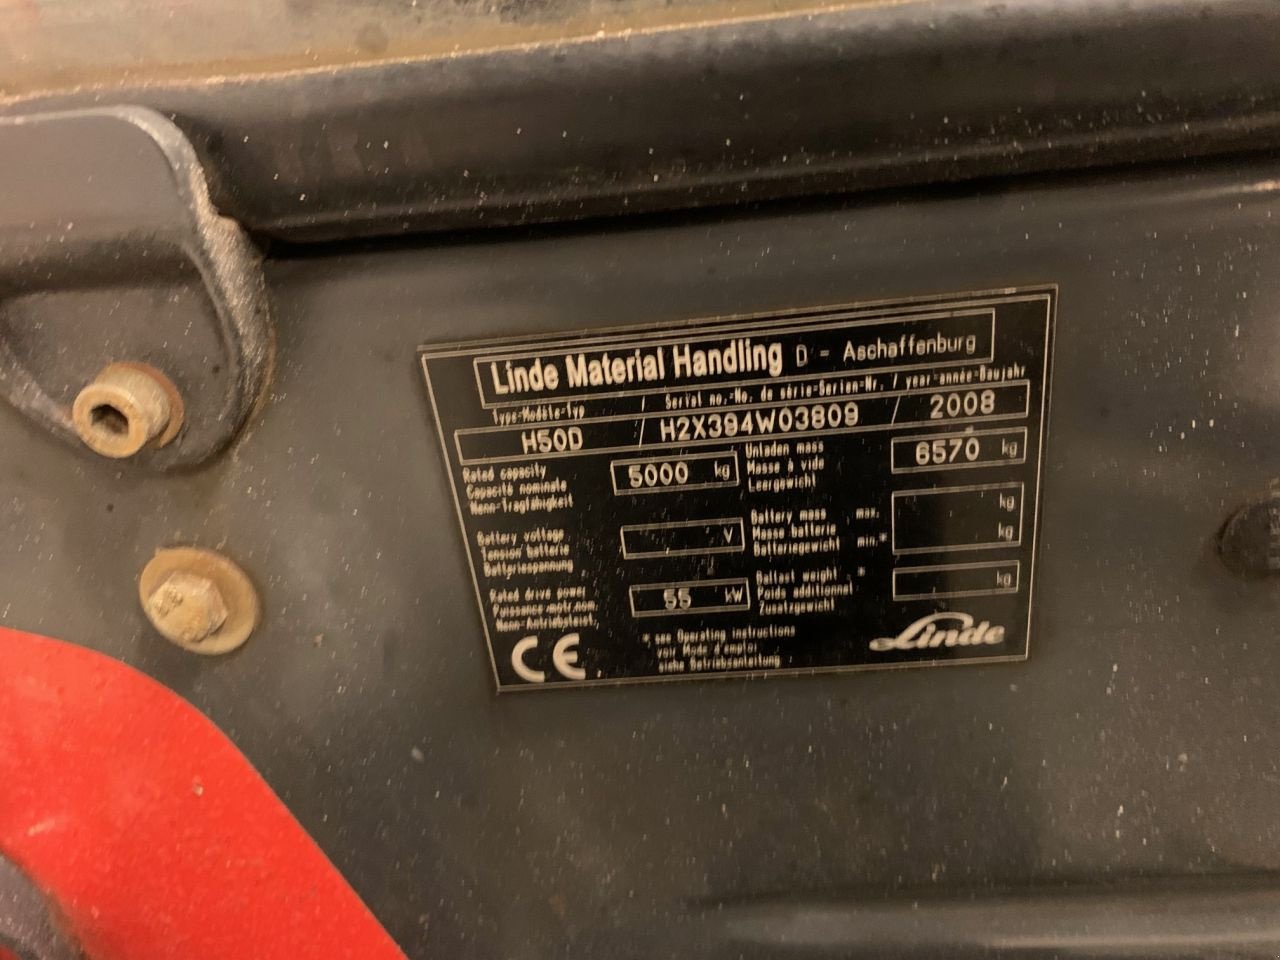 Linde Material Handling D - Aschaffenburg
Type-Modèle-Typ / Serial no.-No. de série-Serien-Nr. / year-année-Baujahr
H50D / H2X394W03809 / 2008
Rated capacity
Capacité nominale
Nenn-Tragfähigkeit
5000 kg
Unladen mass
Masse à vide
Leergewicht
6570 kg
Battery voltage
Tension batterie
Batteriespannung
V
Battery mass max.
Masse batterie
Batteriegewicht min.*
kg
kg
Rated drive power
Puissance motr.nom.
Nenn-Antriebsleist.
55 kW
Ballast weight *
Poids additionnel
Zusatzgewicht
kg
CE
* see Operating instructions
voir Mode d'emploi
siehe Betriebsanleitung
Linde